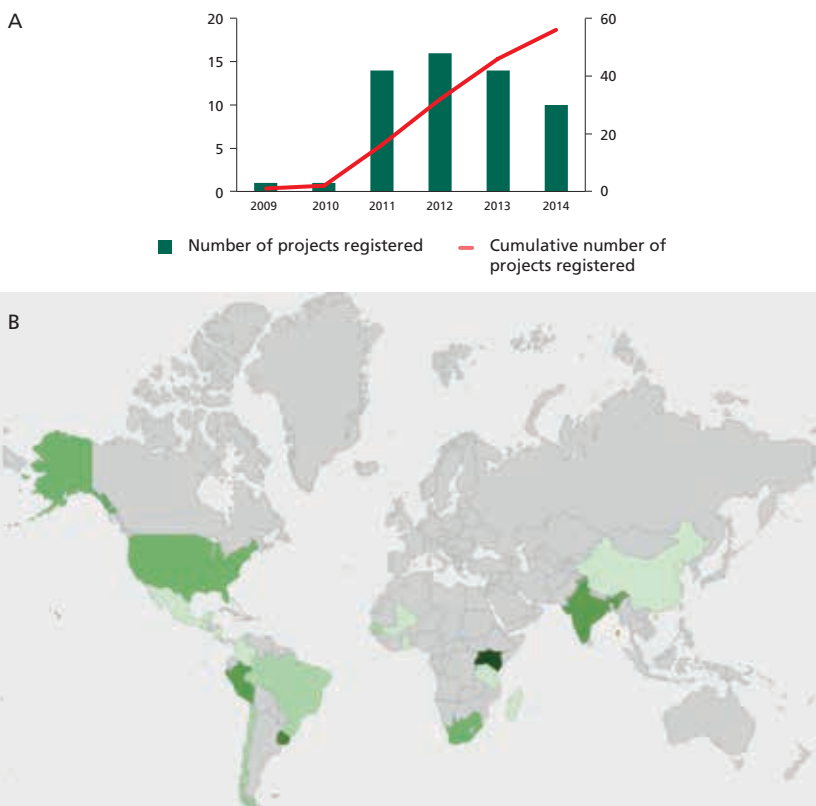 A
20
15
10
5
0
60
40
20
0
2009 2010 2011 2012 2013 2014
Number of projects registered
Cumulative number of
projects registered
B